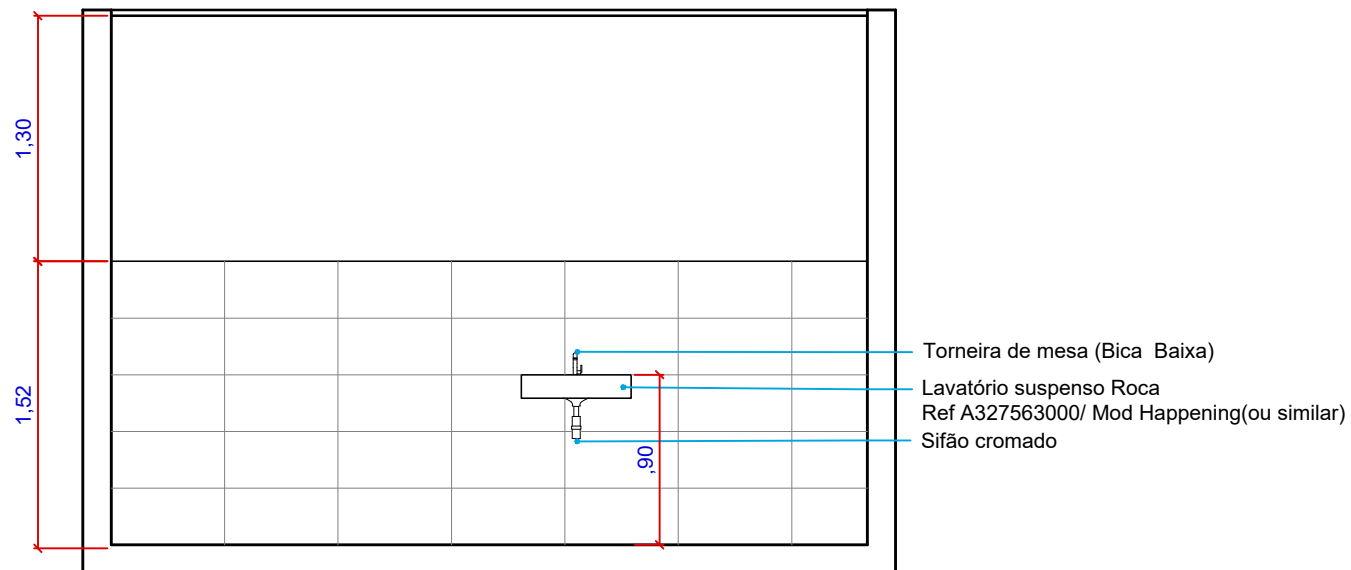 1,30
1,52
,90
Torneira de mesa (Bica Baixa)
Lavatório suspenso Roca
Ref A327563000/ Mod Happening(ou similar)
Sifão cromado